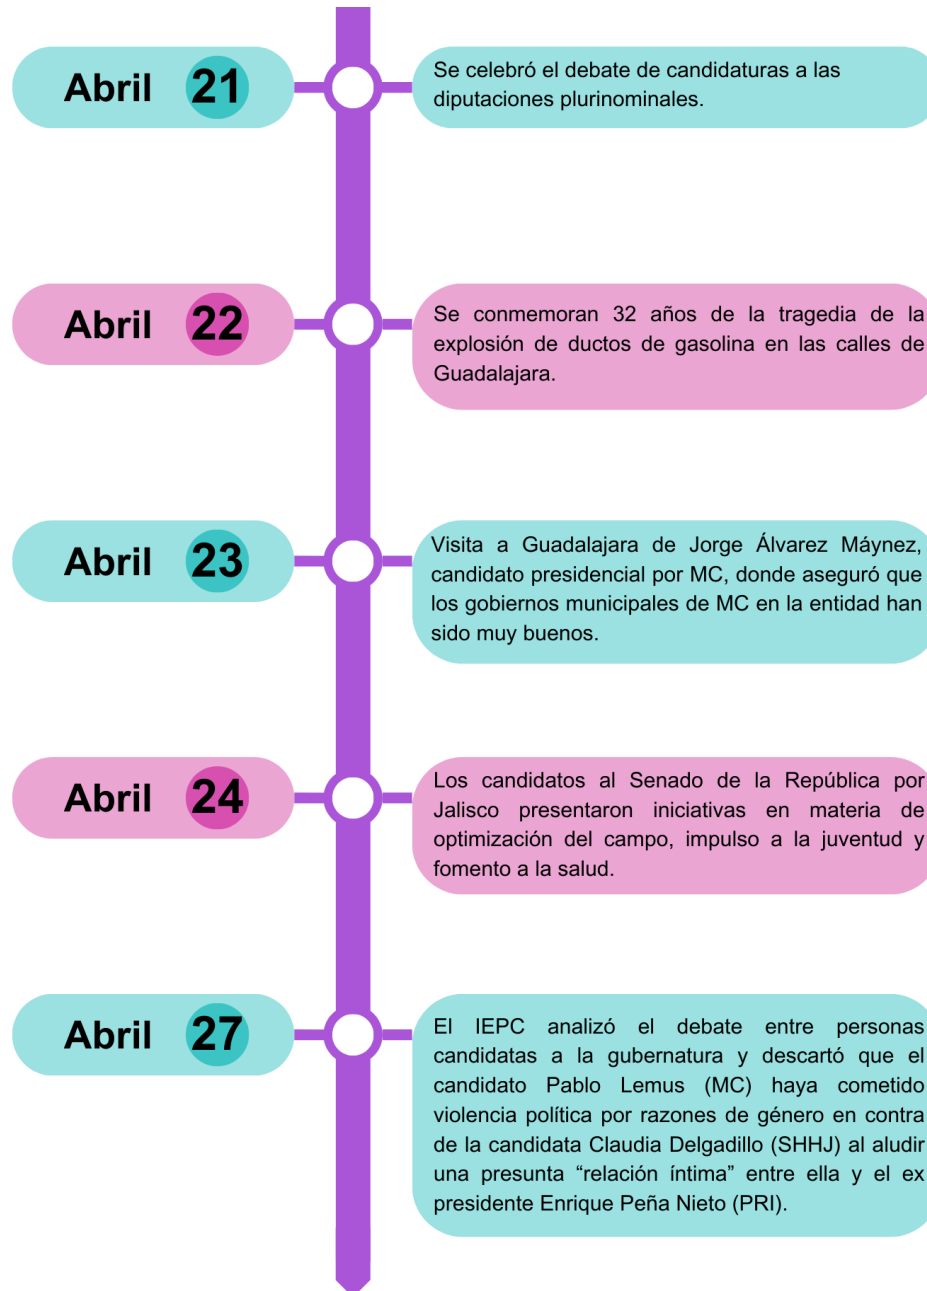 Abril 21
Se celebró el debate de candidaturas a las
diputaciones plurinominales.
Abril 22
Se conmemoran 32 años de la tragedia de la
explosión de ductos de gasolina en las calles de
Guadalajara.
Abril 23
Visita a Guadalajara de Jorge Álvarez Máynez,
candidato presidencial por MC, donde aseguró que
los gobiernos municipales de MC en la entidad han
sido muy buenos.
Abril 24
Los candidatos al Senado de la República por
Jalisco presentaron iniciativas en materia de
optimización del campo, impulso a la juventud y
fomento a la salud.
Abril 27
El IEPC analizó el debate entre personas
candidatas a la gubernatura y descartó que el
candidato Pablo Lemus (MC) haya cometido
violencia política por razones de género en contra
de la candidata Claudia Delgadillo (SHHJ) al aludir
una presunta “relación íntima” entre ella y el ex
presidente Enrique Peña Nieto (PRI).